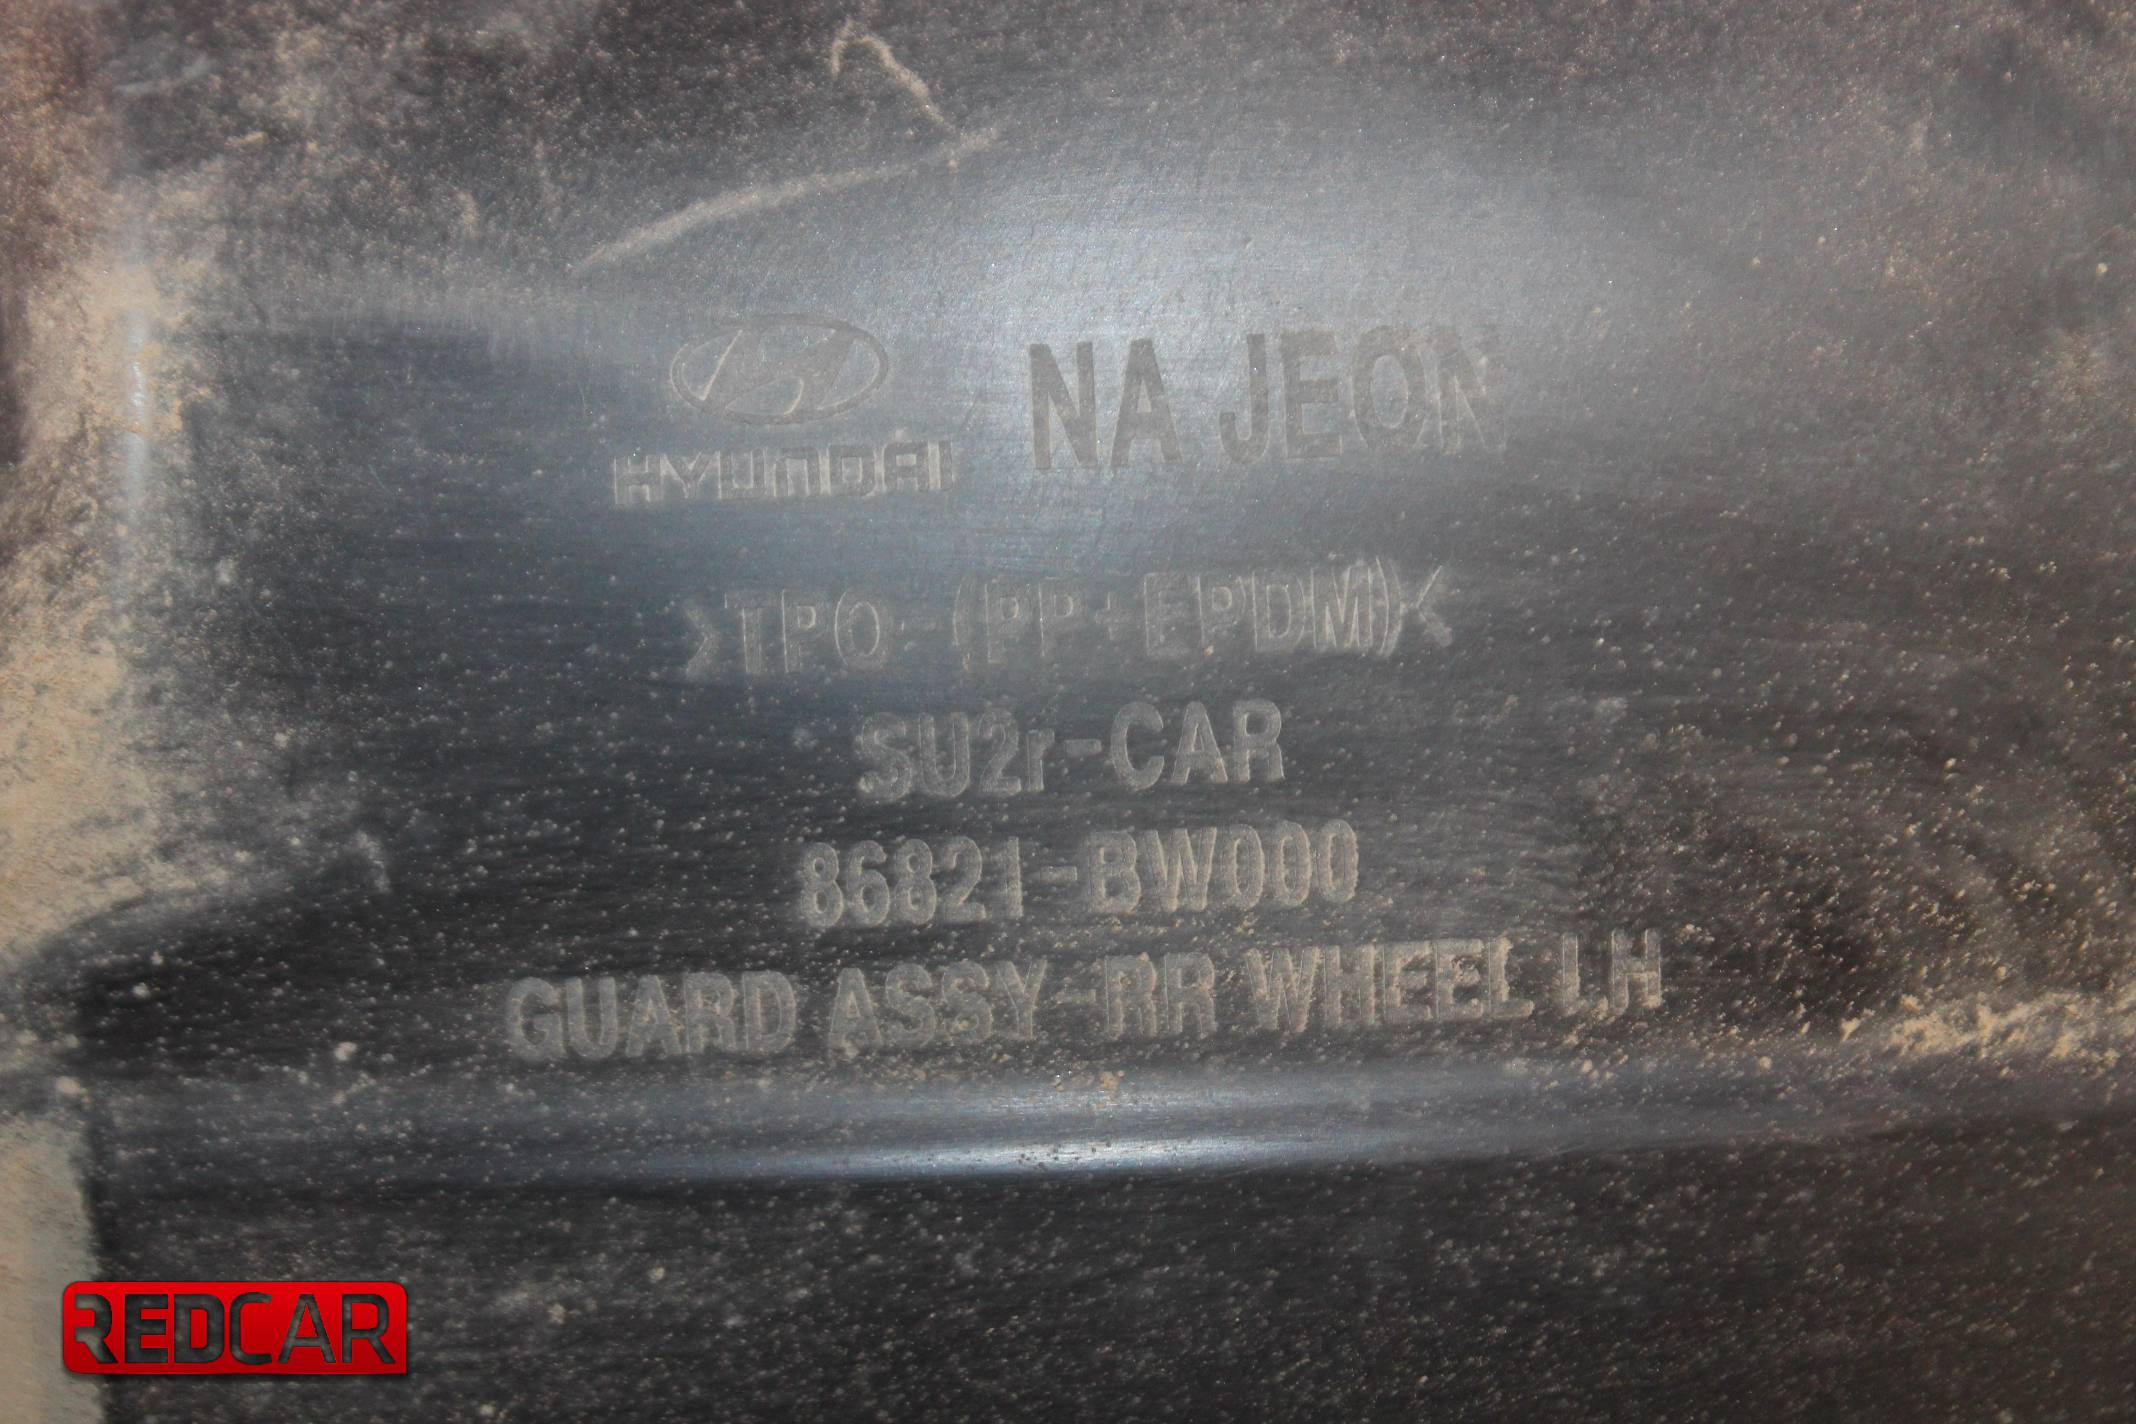 HYUNDAI NA JEON
>TPO-(PP+EPDM)<
SU2r-CAR
86821-BW000
GUARD ASSY-RR WHEEL LH
REDCAR